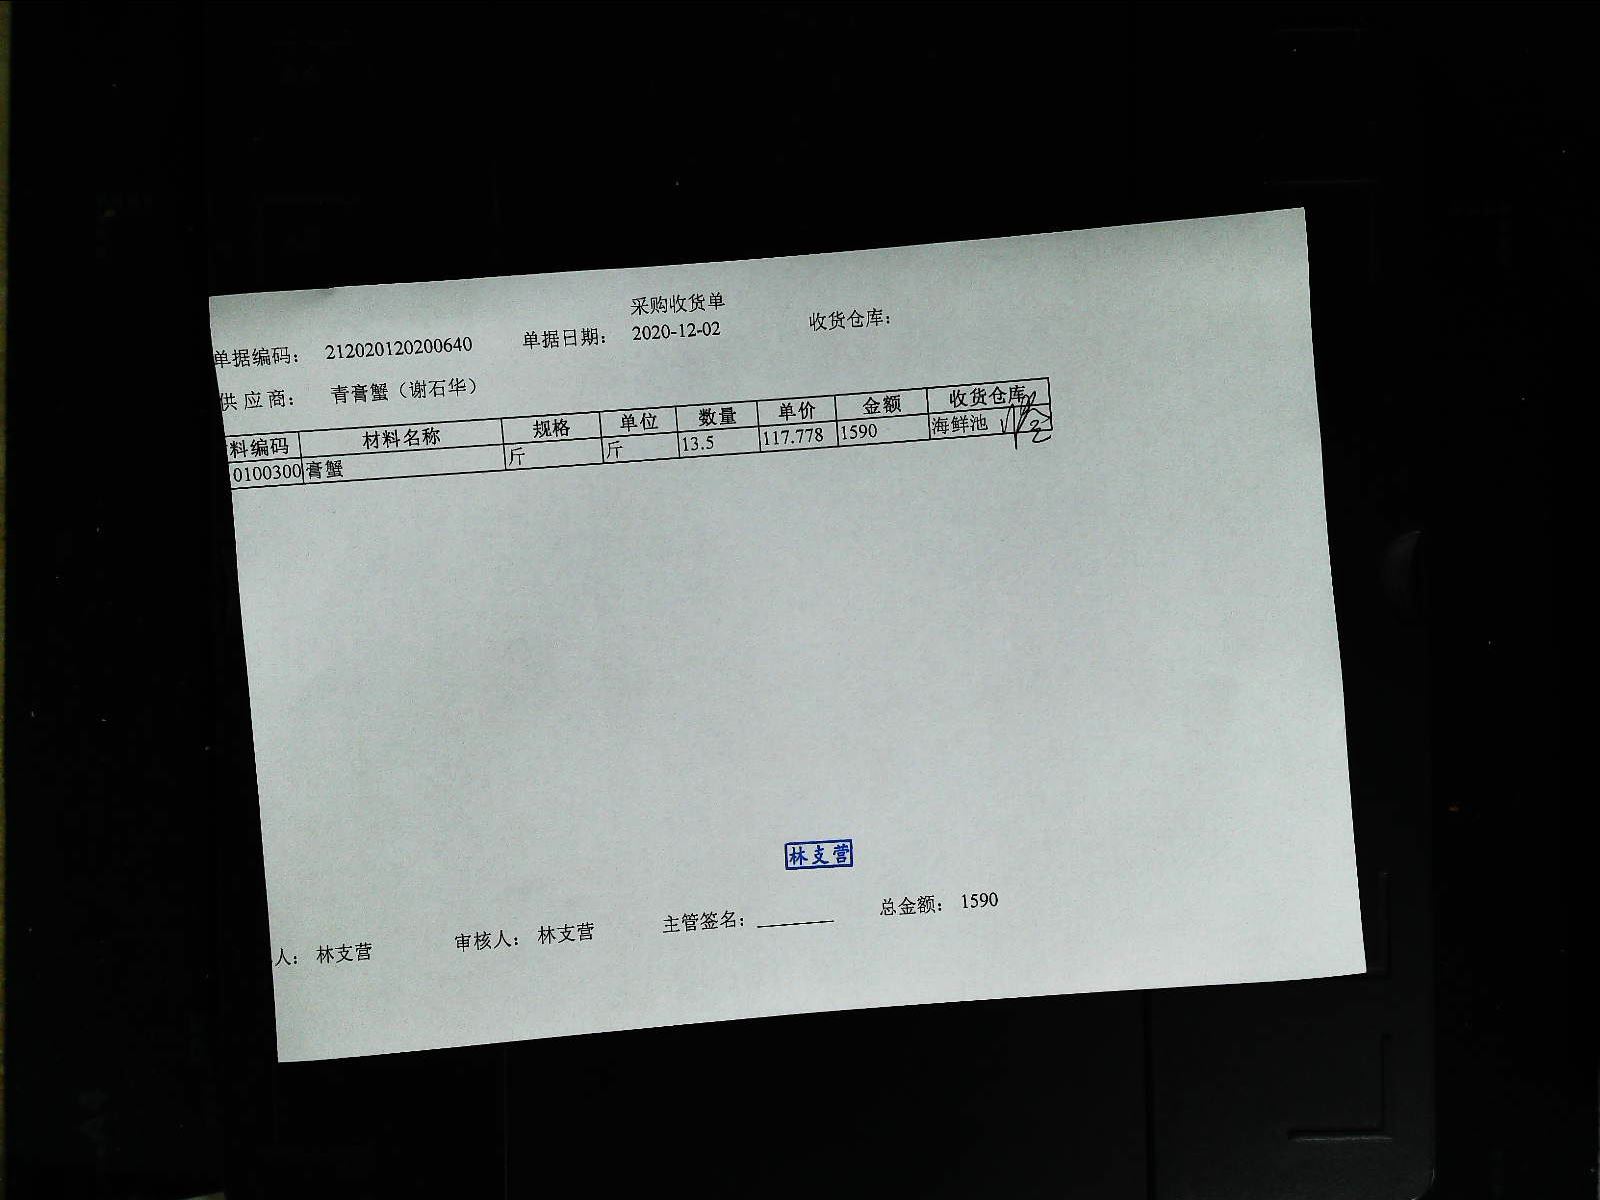 采购收货单
单据编码： 212020120200640 单据日期： 2020-12-02 收货仓库：
供应商： 青膏蟹（谢石华）
料编码 材料名称 规格 单位 数量 单价 金额 收货仓库
0100300 膏蟹 斤 斤 13.5 117.778 1590 海鲜池
林支营
人： 林支营 审核人： 林支营 主管签名： 总金额： 1590